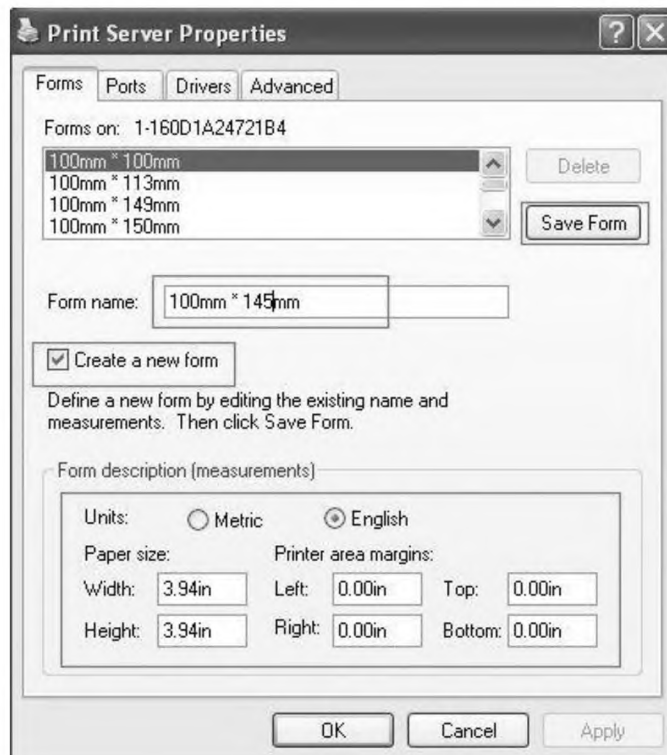 Print Server Properties
Forms Ports Drivers Advanced
Forms on: 1-160D1A24721B4
100mm * 100mm
100mm * 113mm
100mm * 149mm
100mm * 150mm
Delete
Save Form
Form name: 100mm * 145mm
Create a new form
Define a new form by editing the existing name and
measurements. Then click Save Form.
Form description (measurements)
Units: Metric English
Paper size: Printer area margins:
Width: 3.94in Left: 0.00in Top: 0.00in
Height: 3.94in Right: 0.00in Bottom: 0.00in
OK Cancel Apply